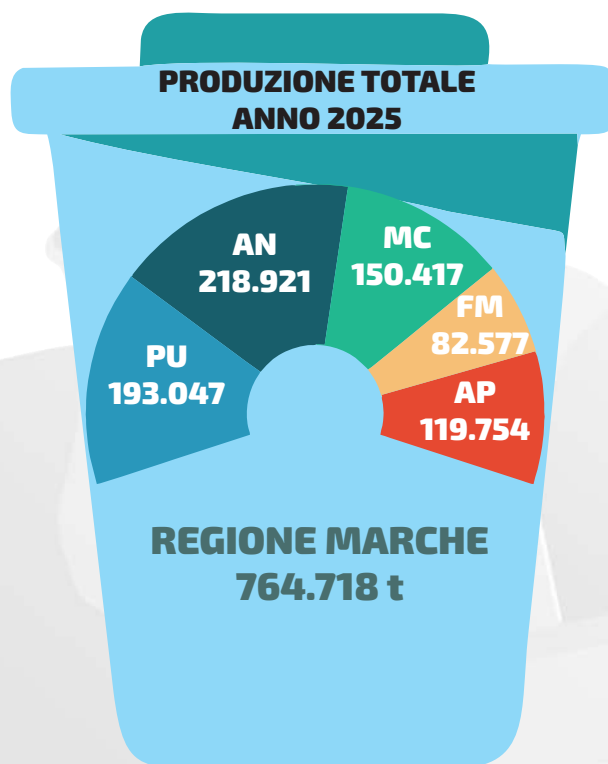 PRODUZIONE TOTALE
ANNO 2025
AN
218.921
MC
150.417
FM
82.577
PU
193.047
AP
119.754
REGIONE MARCHE
764.718 t